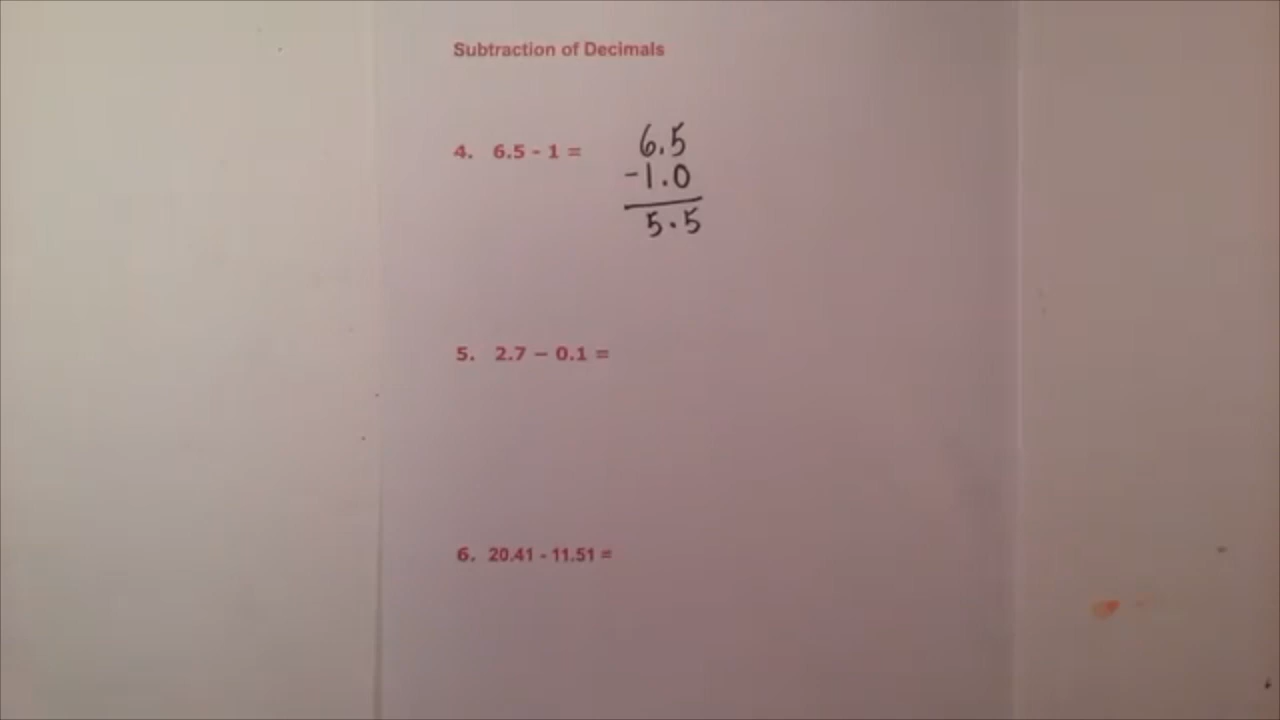 Subtraction of Decimals
4. 6.5 - 1 =
6.5
-1.0
5.5
5. 2.7 – 0.1 =
6. 20.41 - 11.51 =